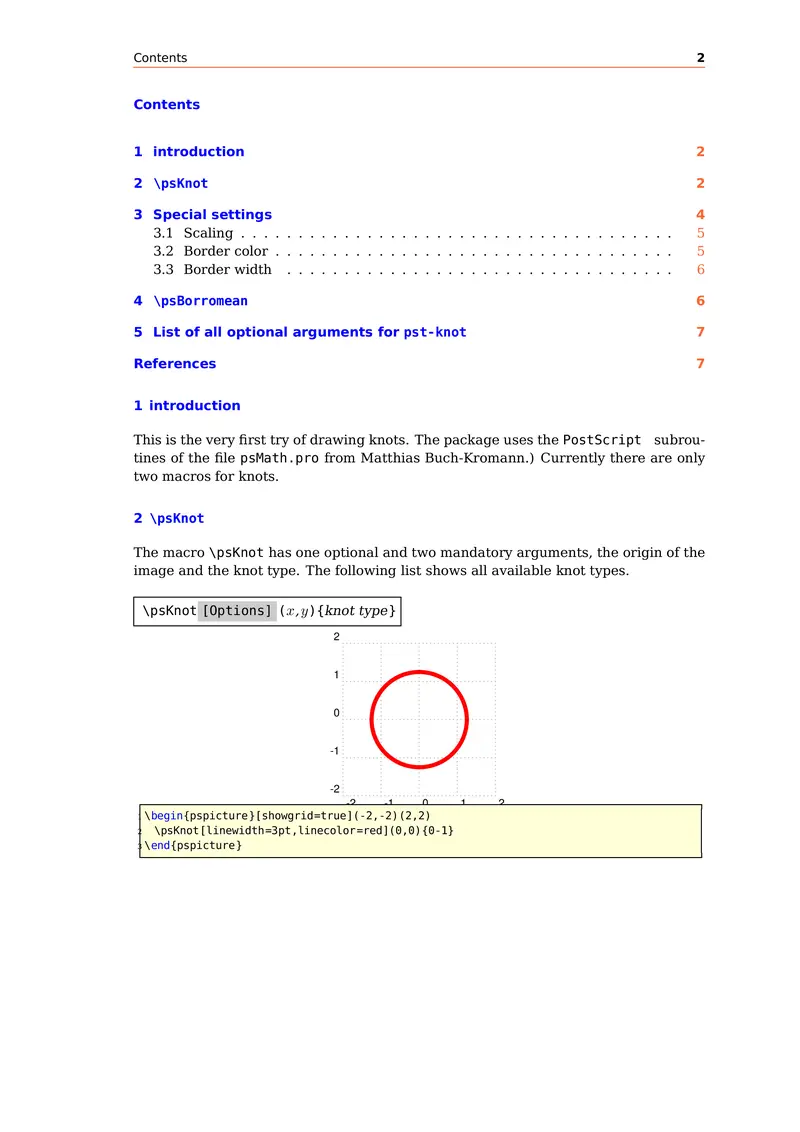 Contents 2
Contents
1 introduction 2
2 \psKnot 2
3 Special settings 4
3.1 Scaling . . . . . . . . . . . . . . . . . . . . . . . . . . . . . . . . . . . . . . 5
3.2 Border color . . . . . . . . . . . . . . . . . . . . . . . . . . . . . . . . . . . 5
3.3 Border width . . . . . . . . . . . . . . . . . . . . . . . . . . . . . . . . . . 6
4 \psBorromean 6
5 List of all optional arguments for pst-knot 7
References 7
1 introduction
This is the very first try of drawing knots. The package uses the PostScript subrou-
tines of the file psMath.pro from Matthias Buch-Kromann.) Currently there are only
two macros for knots.
2 \psKnot
The macro \psKnot has one optional and two mandatory arguments, the origin of the
image and the knot type. The following list shows all available knot types.
\psKnot [Options] (x,y){knot type}
2
1
0
-1
-2
-2 -1 0 1 2
1 \begin{pspicture}[showgrid=true](-2,-2)(2,2)
2 \psKnot[linewidth=3pt,linecolor=red](0,0){0-1}
3 \end{pspicture}